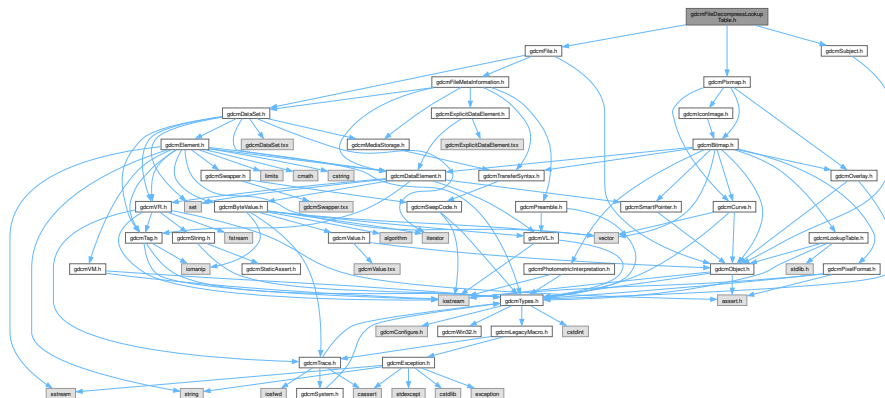 gdcmFileDecompressLookup
Table.h
gdcmFile.h
gdcmSubject.h
gdcmFileMetaInformation.h
gdcmPixmap.h
gdcmDataSet.h
gdcmExplicitDataElement.h
gdcmIconImage.h
gdcmElement.h
gdcmDataSet.txx
gdcmMediaStorage.h
gdcmExplicitDataElement.txx
gdcmBitmap.h
gdcmSwapper.h
limits
cmath
cstring
gdcmDataElement.h
gdcmTransferSyntax.h
gdcmOverlay.h
gdcmVR.h
set
gdcmByteValue.h
gdcmSwapper.txx
gdcmSwapCode.h
gdcmPreamble.h
gdcmSmartPointer.h
gdcmCurve.h
gdcmTag.h
gdcmString.h
fstream
gdcmValue.h
algorithm
iterator
gdcmVL.h
vector
gdcmLookupTable.h
gdcmVM.h
iomanip
gdcmStaticAssert.h
gdcmValue.txx
gdcmPhotometricInterpretation.h
gdcmObject.h
stdlib.h
gdcmPixelFormat.h
iostream
gdcmTypes.h
assert.h
gdcmConfigure.h
gdcmWin32.h
gdcmLegacyMacro.h
cstdint
gdcmTrace.h
gdcmException.h
sstream
string
iosfwd
gdcmSystem.h
cassert
stdexcept
cstdlib
exception